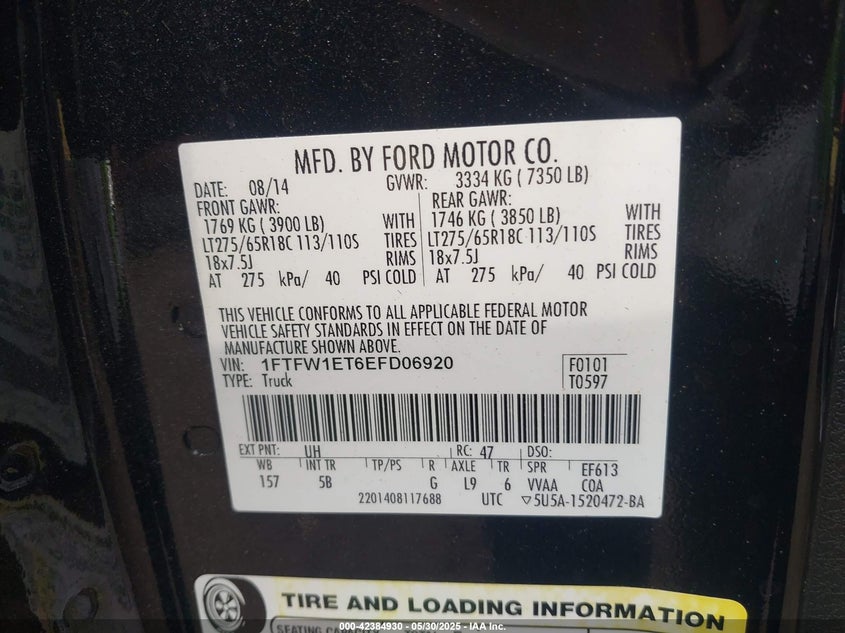 MFD. BY FORD MOTOR CO.
DATE: 08/14 GVWR: 3334 KG ( 7350 LB)
FRONT GAWR: REAR GAWR:
1769 KG ( 3900 LB) WITH 1746 KG ( 3850 LB) WITH
LT275/65R18C 113/110S TIRES LT275/65R18C 113/110S TIRES
18x7.5J RIMS 18x7.5J RIMS
AT 275 kPa/ 40 PSI COLD AT 275 kPa/ 40 PSI COLD
THIS VEHICLE CONFORMS TO ALL APPLICABLE FEDERAL MOTOR
VEHICLE SAFETY STANDARDS IN EFFECT ON THE DATE OF
MANUFACTURE SHOWN ABOVE.
VIN: 1FTFW1ET6EFD06920 F0101
TYPE: Truck T0597
EXT PNT: UH RC: 47 DSO:
WB INT TR TP/PS R AXLE TR SPR EF613
157 5B G L9 6 VVAA COA
2201408117688 UTC ▽5U5A-1520472-BA
TIRE AND LOADING INFORMATION
SEATING CAPACITY
000-42384930 - 05/30/2025 - IAA Inc.